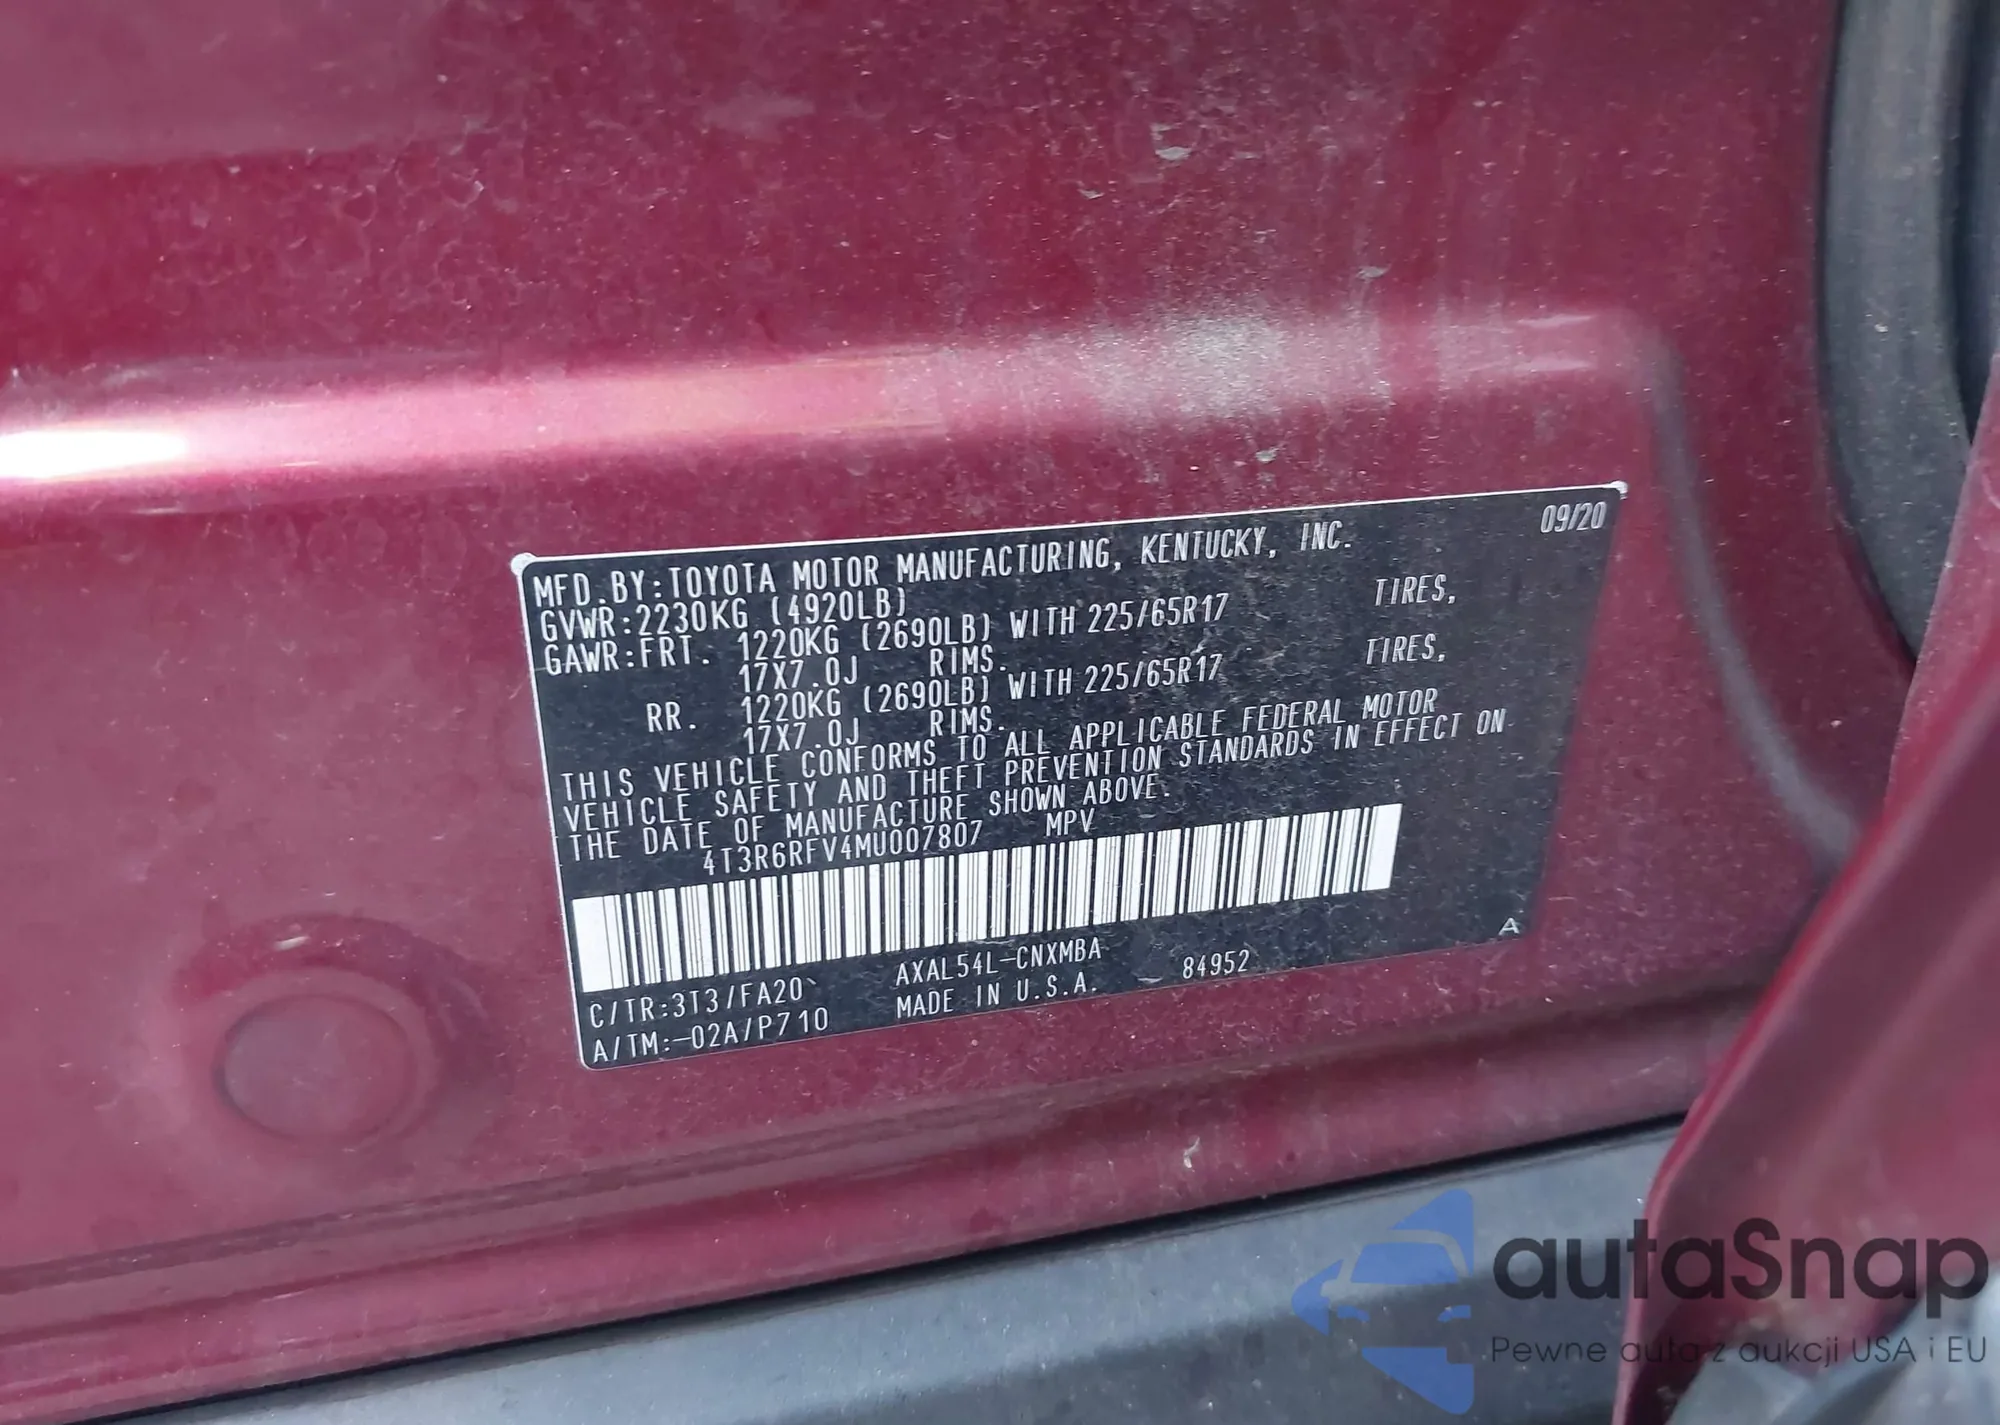 09/20
MFD.BY:TOYOTA MOTOR MANUFACTURING, KENTUCKY, INC.
GVWR:2230KG (4920LB)
GAWR:FRT. 1220KG (2690LB) WITH 225/65R17 TIRES,
17X7.0J RIMS.
RR. 1220KG (2690LB) WITH 225/65R17 TIRES,
17X7.0J RIMS.
THIS VEHICLE CONFORMS TO ALL APPLICABLE FEDERAL MOTOR
VEHICLE SAFETY AND THEFT PREVENTION STANDARDS IN EFFECT ON
THE DATE OF MANUFACTURE SHOWN ABOVE.
4T3R6RFV4MU007807 MPV
A
C/TR:3T3/FA20 AXAL54L-CNXMBA 84952
A/TM:-02A/P710 MADE IN U.S.A.
autaSnap
Pewne auta z aukcji USA i EU